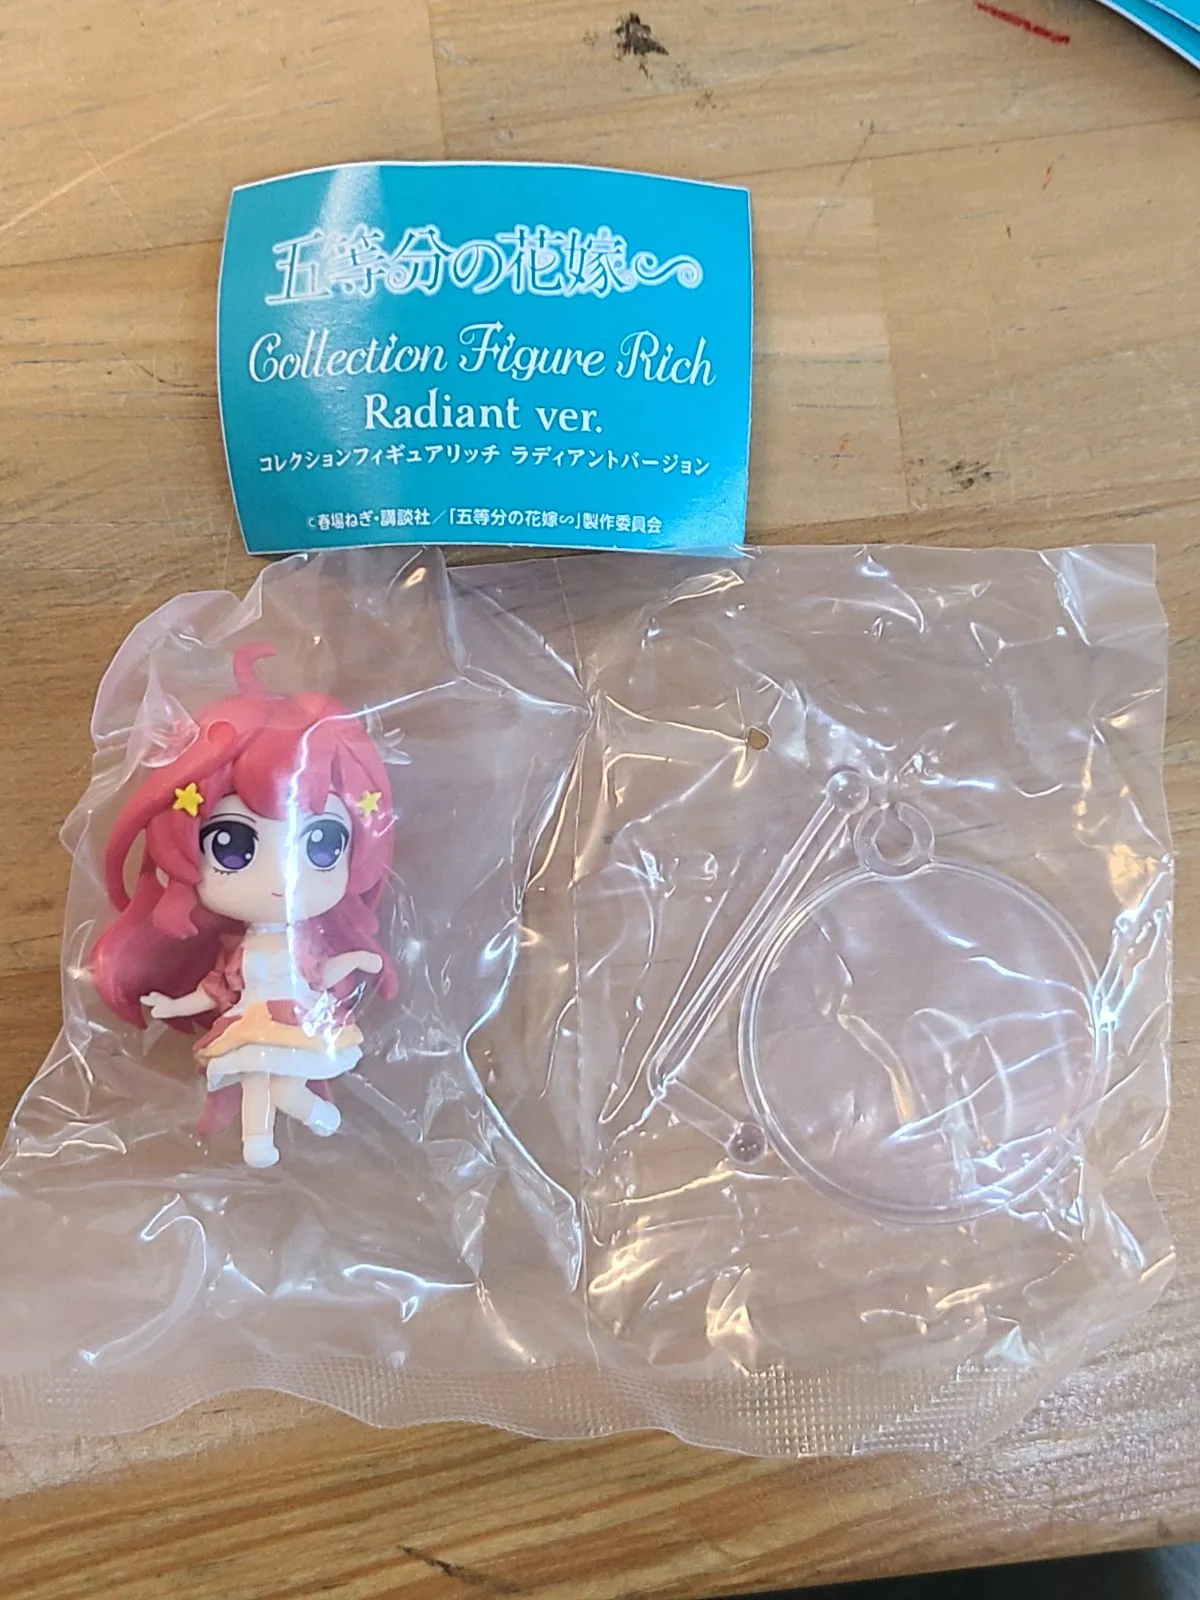 五等分の花嫁∽
Collection Figure Rich
Radiant ver.
コレクションフィギュアリッチ ラディアントバージョン
©春場ねぎ・講談社／「五等分の花嫁∽」製作委員会